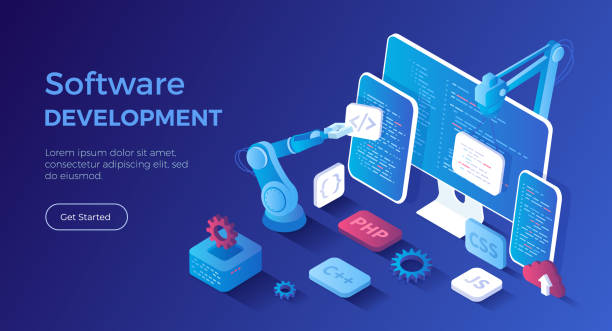 Software
DEVELOPMENT
Lorem ipsum dolor sit amet,
consectetur adipiscing elit, sed
do eiusmod.
Get Started
</>
{}
PHP
C++
CSS
JS